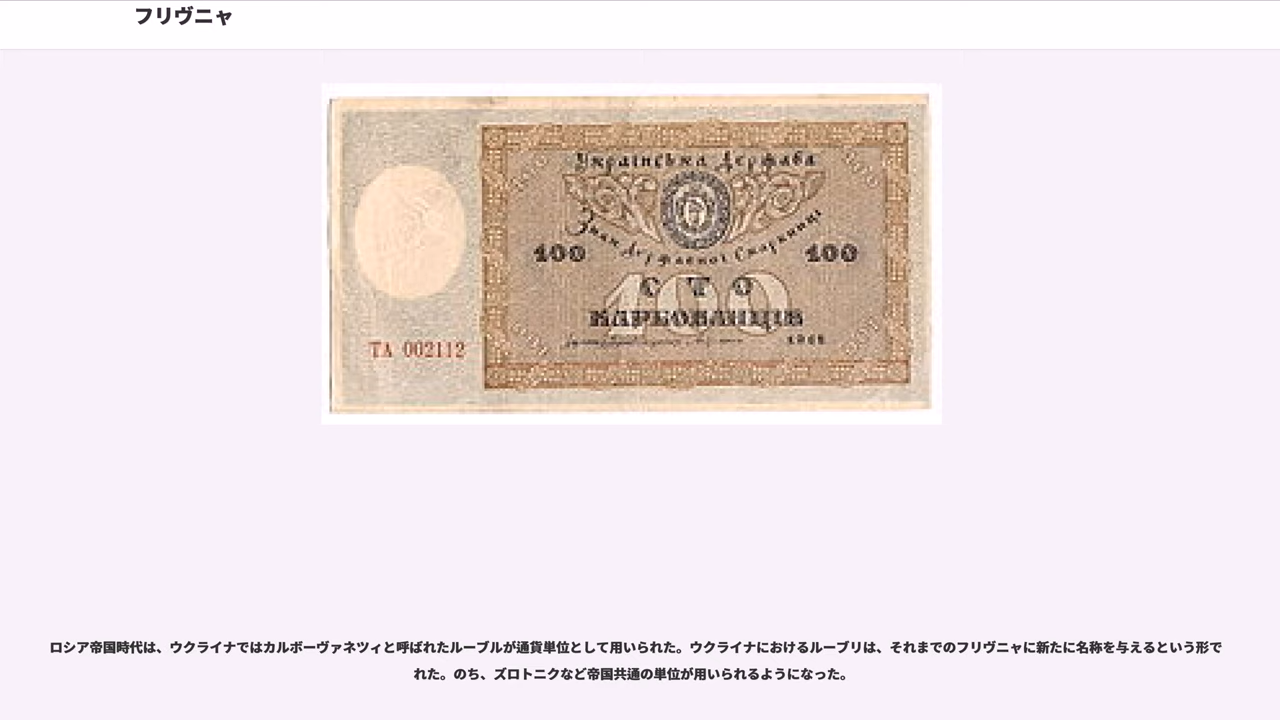 フリヴニャ
Українська Держава
Знак Державної Скарбниці
100 100
100
СТО
КАРБОВАНЦІВ
ТА 002112
ロシア帝国時代は、ウクライナではカルボーヴァネツィと呼ばれたルーブルが通貨単位として用いられた。ウクライナにおけるルーブリは、それまでのフリヴニャに新たに名称を与えるという形で
れた。のち、ズロトニクなど帝国共通の単位が用いられるようになった。